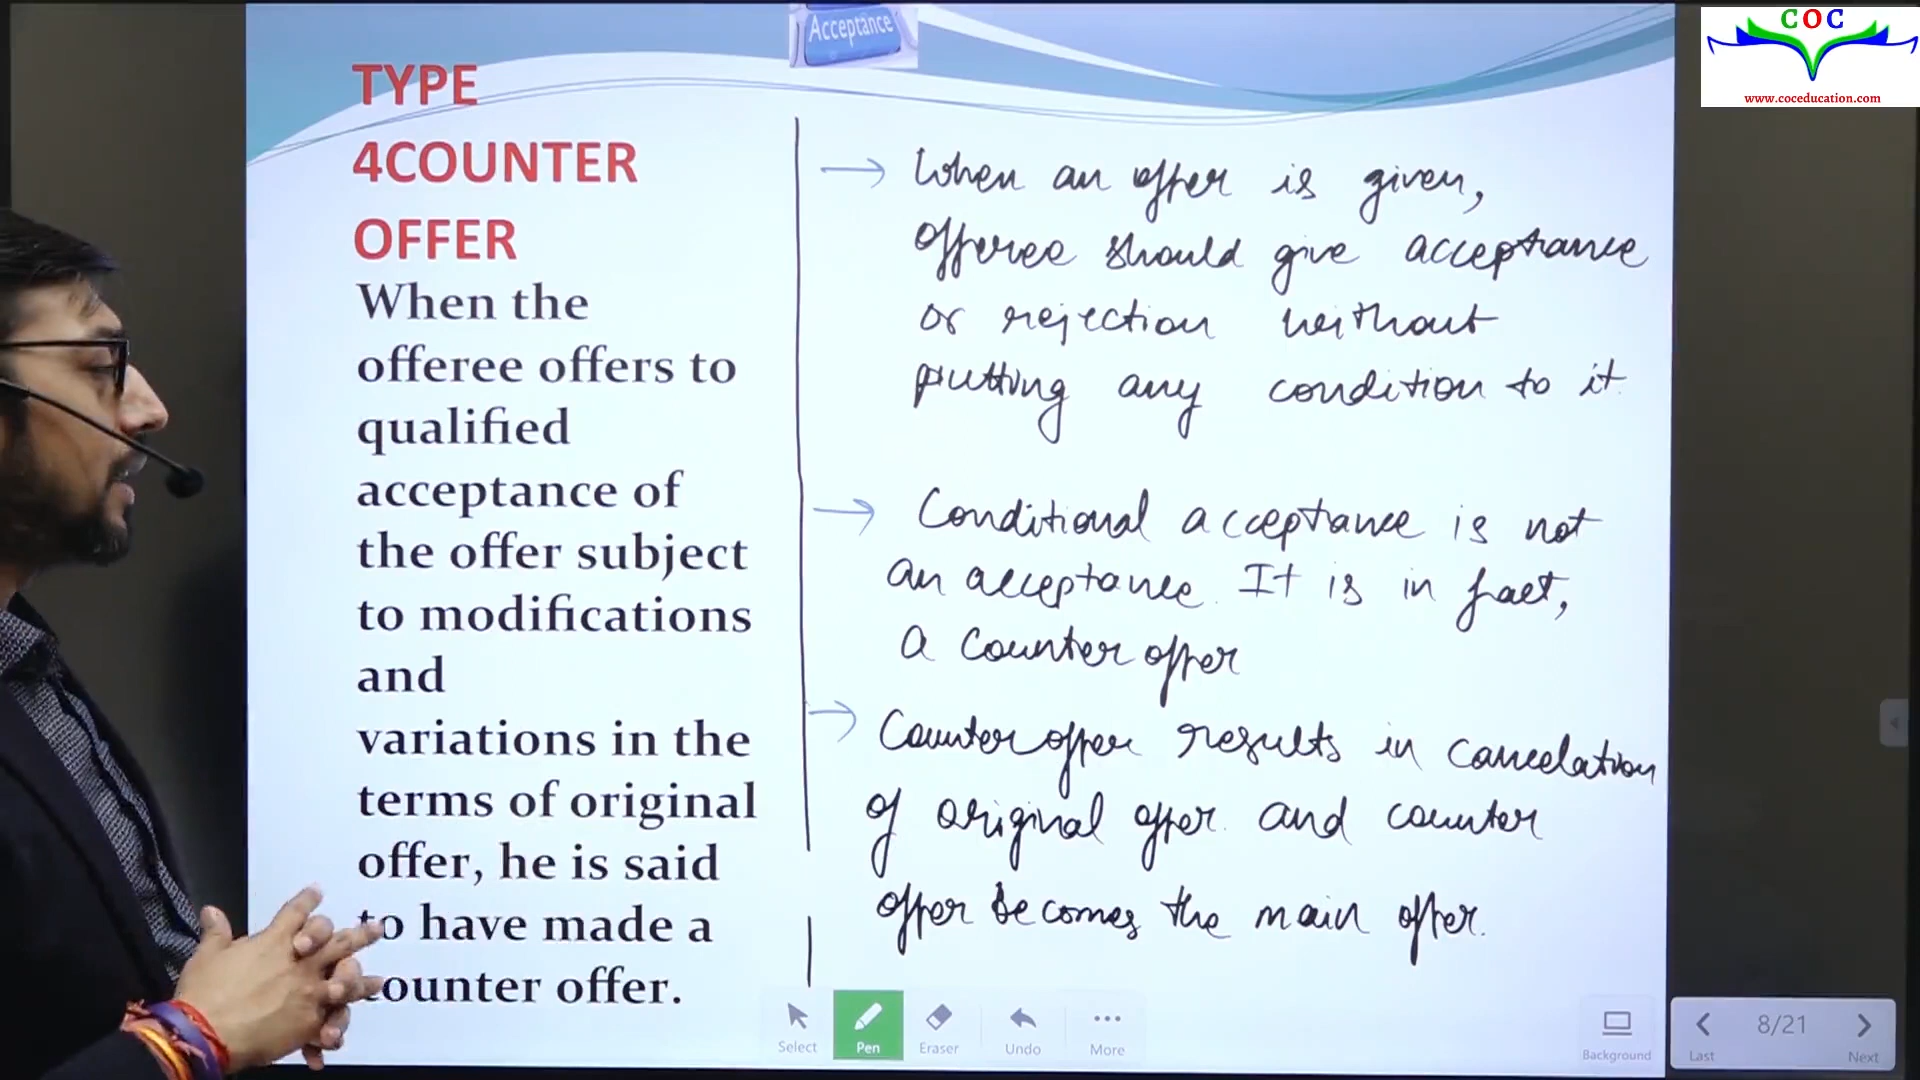 Acceptance
COC
www.coceducation.com
TYPE
4COUNTER
OFFER
When the
offeree offers to
qualified
acceptance of
the offer subject
to modifications
and
variations in the
terms of original
offer, he is said
to have made a
counter offer.
When an offer is given,
offeree should give acceptance
or rejection without
putting any condition to it.
Conditional acceptance is not
an acceptance. It is in fact,
a counter offer
Counter offer results in cancelation
of original offer and counter
offer becomes the main offer.
Select
Pen
Eraser
Undo
More
Background
8/21
Last
Next